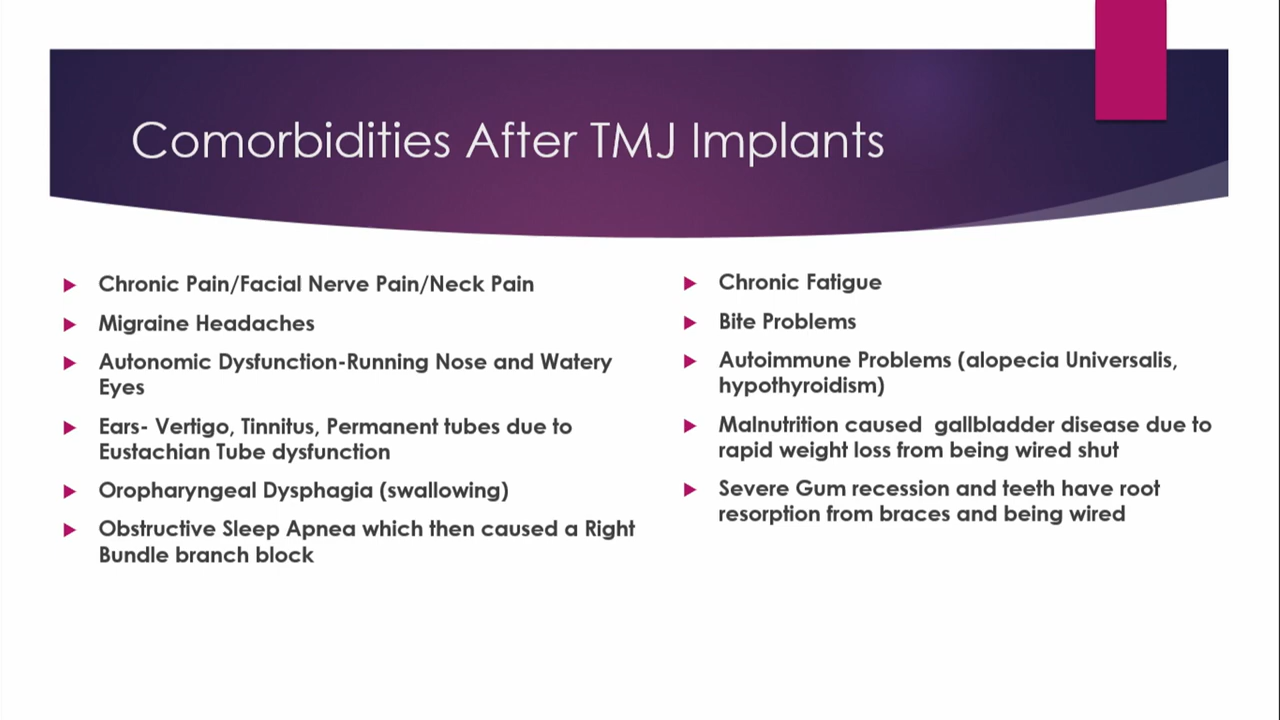 Comorbidities After TMJ Implants
Chronic Pain/Facial Nerve Pain/Neck Pain
Migraine Headaches
Autonomic Dysfunction-Running Nose and Watery
Eyes
Ears- Vertigo, Tinnitus, Permanent tubes due to
Eustachian Tube dysfunction
Oropharyngeal Dysphagia (swallowing)
Obstructive Sleep Apnea which then caused a Right
Bundle branch block
Chronic Fatigue
Bite Problems
Autoimmune Problems (alopecia Universalis,
hypothyroidism)
Malnutrition caused  gallbladder disease due to
rapid weight loss from being wired shut
Severe Gum recession and teeth have root
resorption from braces and being wired